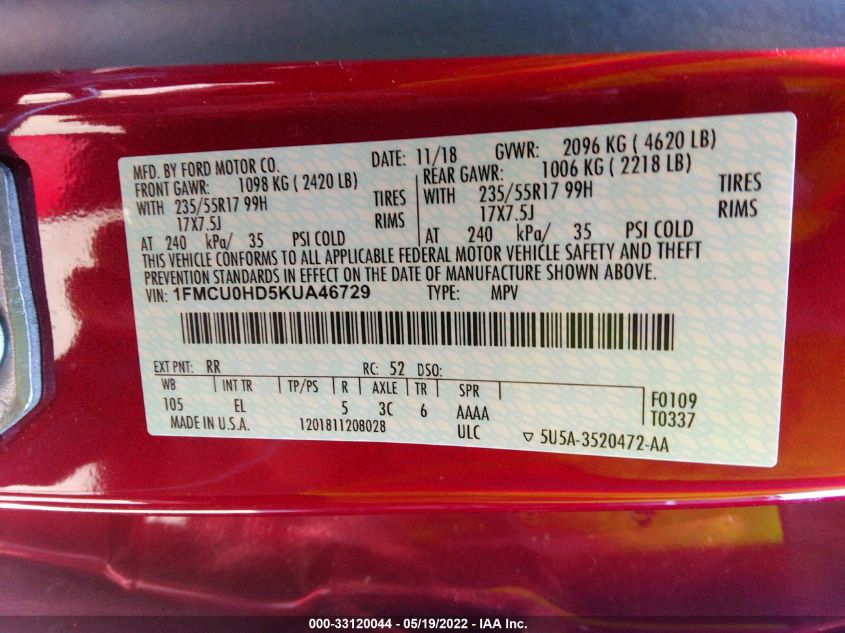 MFD. BY FORD MOTOR CO. DATE: 11/18 GVWR: 2096 KG ( 4620 LB)
FRONT GAWR: 1098 KG ( 2420 LB) REAR GAWR: 1006 KG ( 2218 LB)
WITH 235/55R17 99H TIRES WITH 235/55R17 99H TIRES
17X7.5J RIMS 17X7.5J RIMS
AT 240 kPa/ 35 PSI COLD AT 240 kPa/ 35 PSI COLD
THIS VEHICLE CONFORMS TO ALL APPLICABLE FEDERAL MOTOR VEHICLE SAFETY AND THEFT
PREVENTION STANDARDS IN EFFECT ON THE DATE OF MANUFACTURE SHOWN ABOVE.
VIN: 1FMCU0HD5KUA46729 TYPE: MPV
EXT PNT: RR RC: 52 DSO:
WB INT TR TP/PS R AXLE TR SPR F0109
105 EL 5 3C 6 AAAA T0337
MADE IN U.S.A. 1201811208028 ULC ▽ 5U5A-3520472-AA
000-33120044 — 05/19/2022 — IAA Inc.